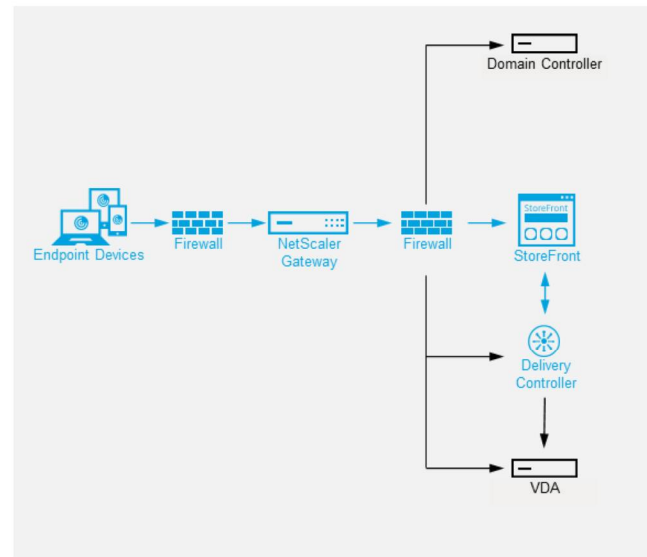 Domain Controller
StoreFront
Endpoint Devices
Firewall
NetScaler
Gateway
Firewall
StoreFront
Delivery
Controller
VDA